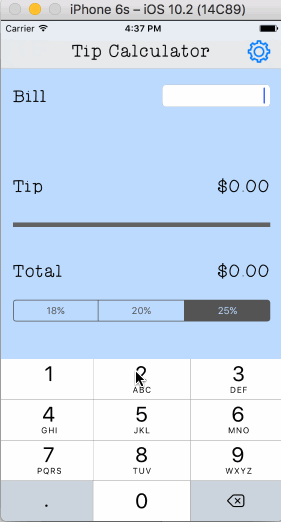 iPhone 6s – iOS 10.2 (14C89)
Carrier 4:37 PM
Tip Calculator
Bill
Tip $0.00
Total $0.00
18% 20% 25%
1 2 3
ABC DEF
4 5 6
GHI JKL MNO
7 8 9
PQRS TUV WXYZ
. 0